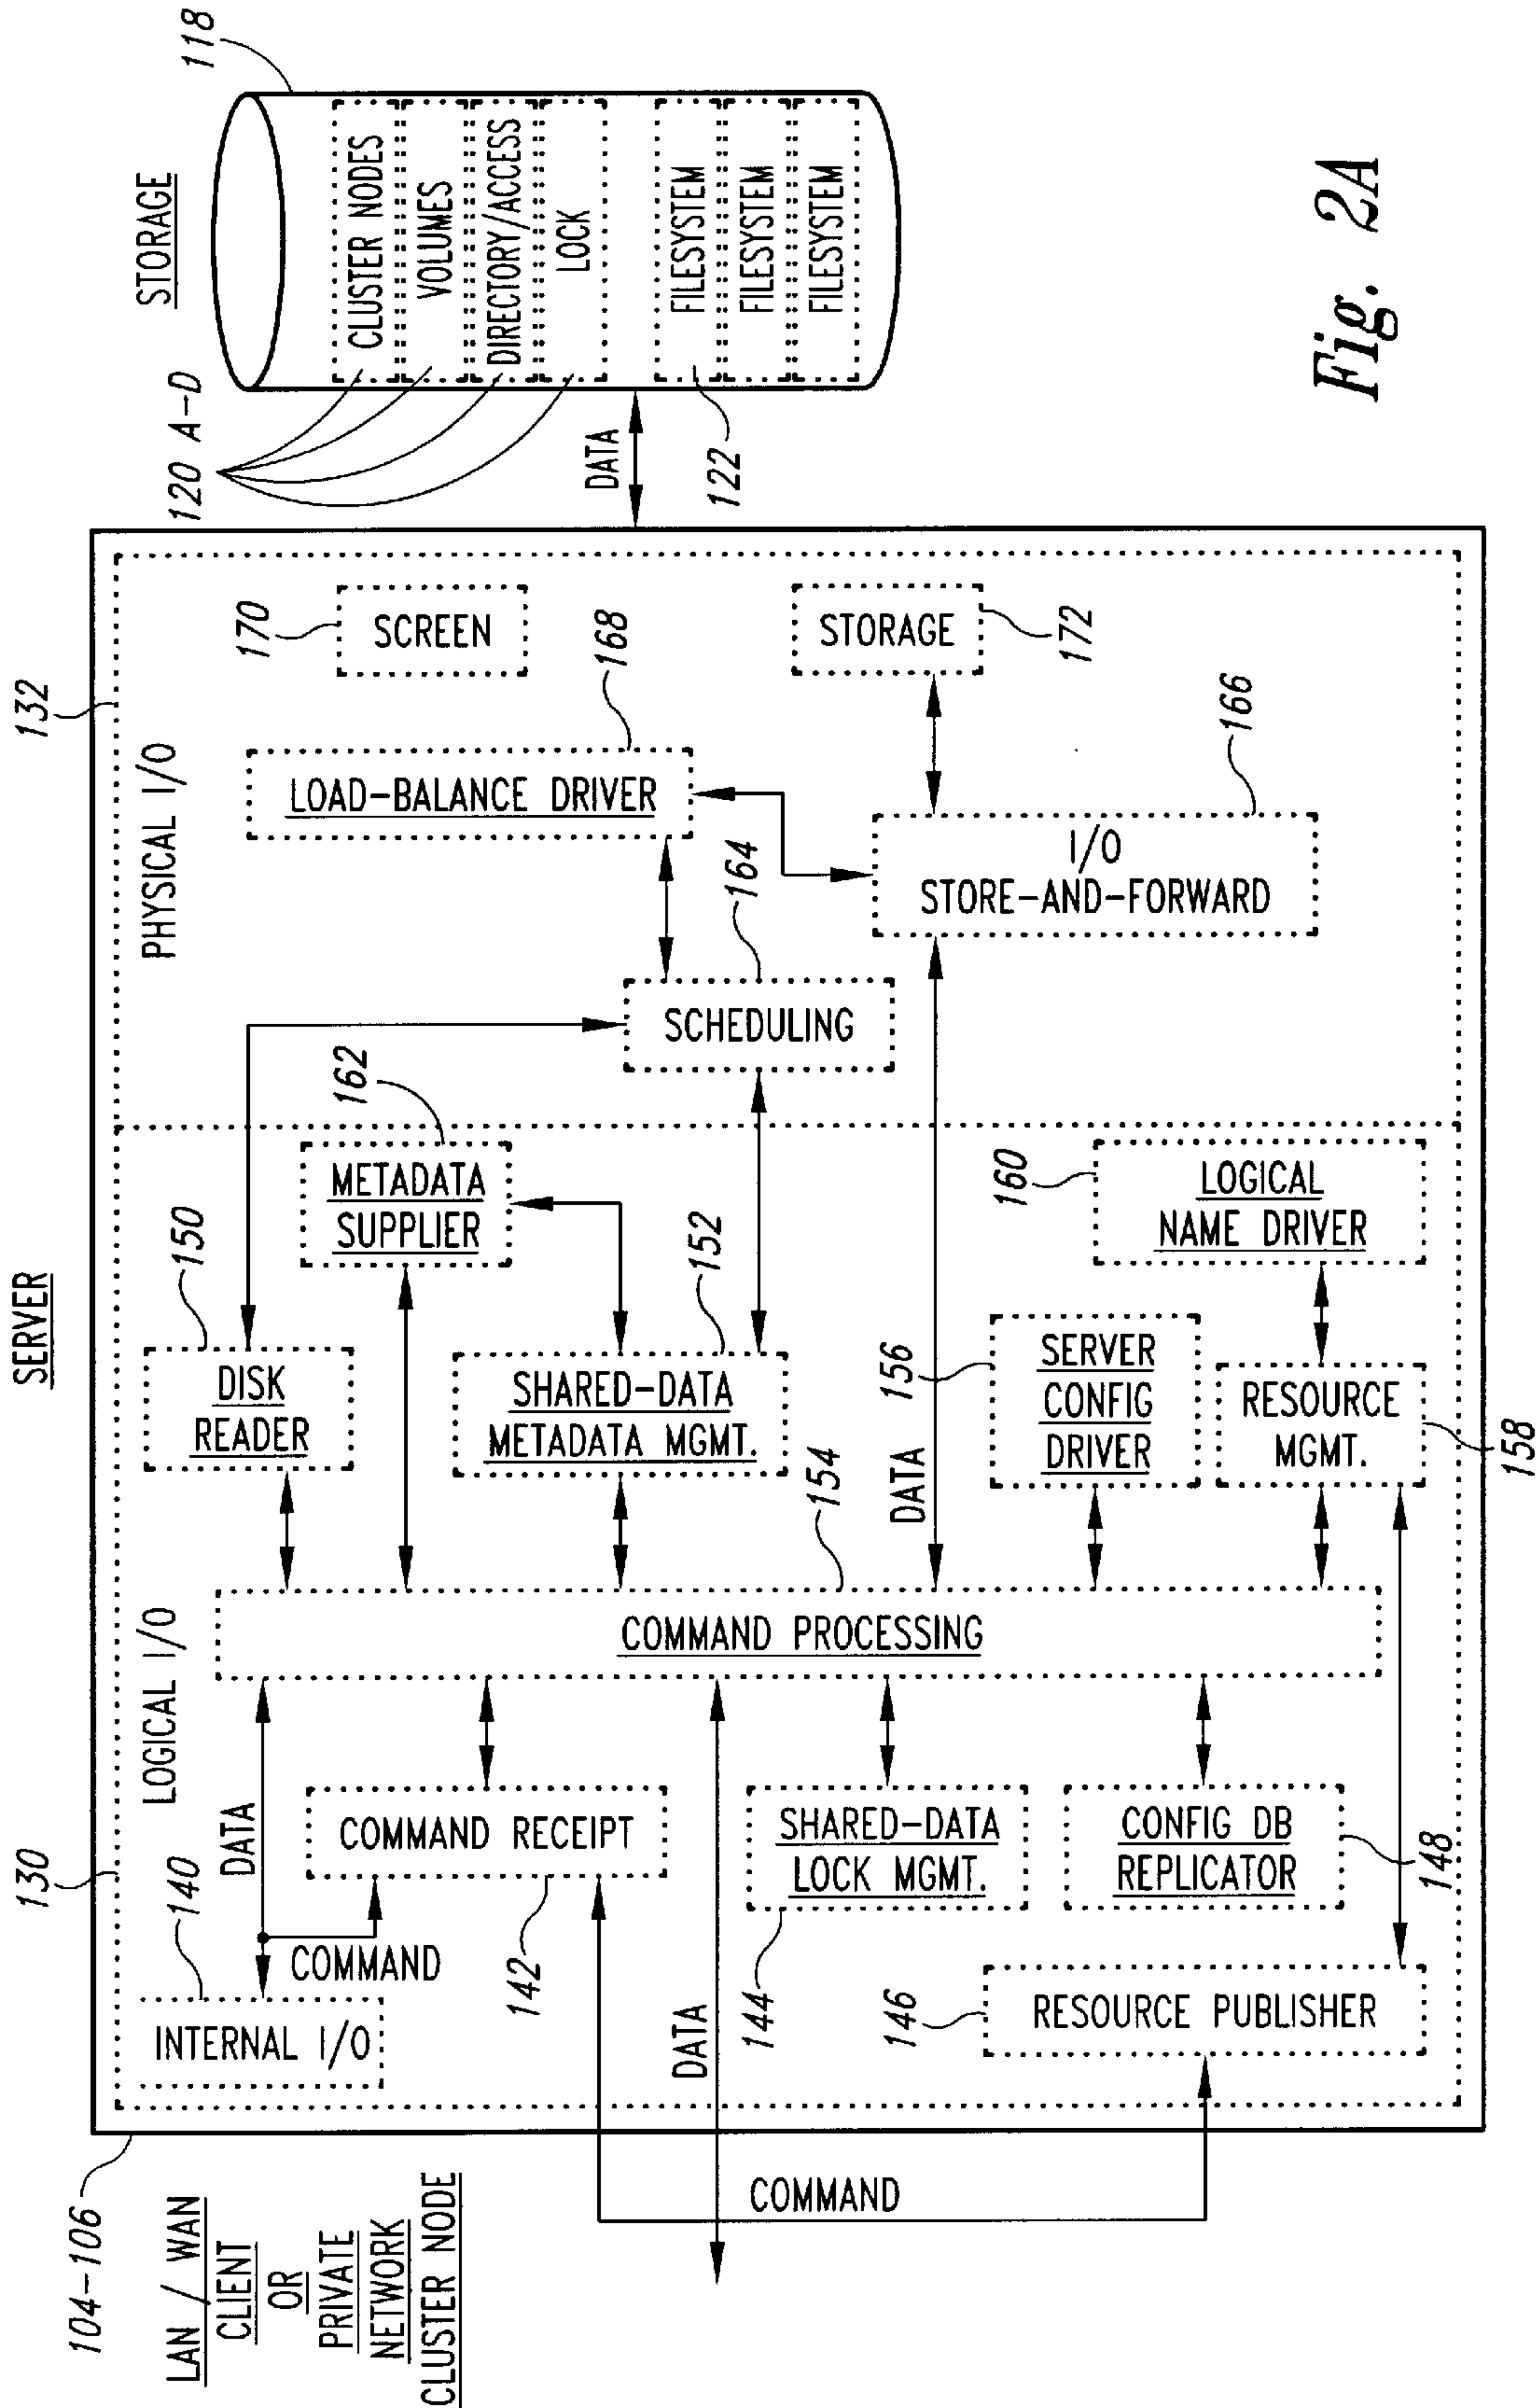 SERVER
STORAGE
104-106
130
132
118
120 A-D
LAN / WAN
CLIENT
OR
PRIVATE
NETWORK
CLUSTER NODE
LOGICAL I/O
PHYSICAL I/O
140
INTERNAL I/O
DATA
COMMAND
COMMAND RECEIPT
142
DATA
COMMAND
144
SHARED-DATA
LOCK MGMT.
146
RESOURCE PUBLISHER
CONFIG DB
REPLICATOR
148
COMMAND PROCESSING
154
150
DISK
READER
162
METADATA
SUPPLIER
152
SHARED-DATA
METADATA MGMT.
DATA
156
SERVER
CONFIG
DRIVER
RESOURCE
MGMT.
158
160
LOGICAL
NAME DRIVER
164
SCHEDULING
168
LOAD-BALANCE DRIVER
166
I/O
STORE-AND-FORWARD
170
SCREEN
STORAGE
172
DATA
122
CLUSTER NODES
VOLUMES
DIRECTORY/ACCESS
LOCK
FILESYSTEM
FILESYSTEM
FILESYSTEM
Fig. 2A